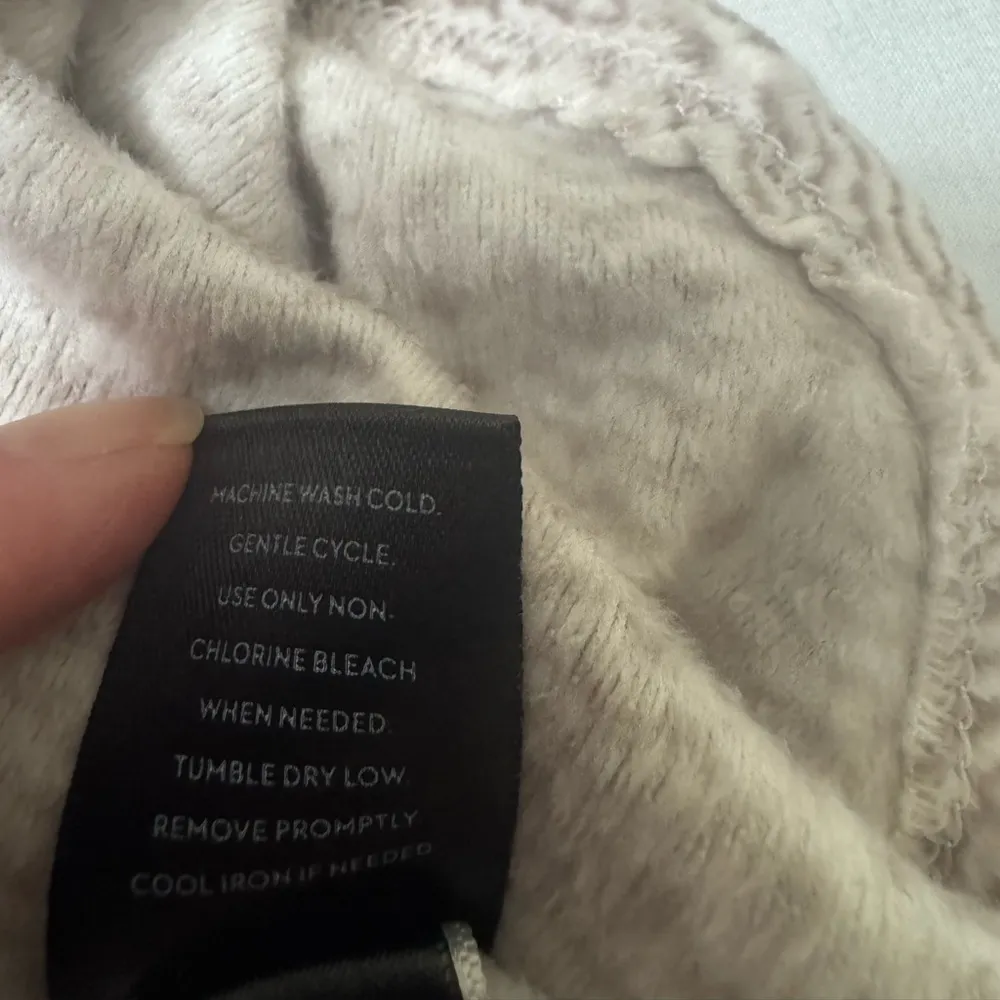 MACHINE WASH COLD.
GENTLE CYCLE.
USE ONLY NON-
CHLORINE BLEACH
WHEN NEEDED.
TUMBLE DRY LOW.
REMOVE PROMPTLY
COOL IRON IF NEEDED